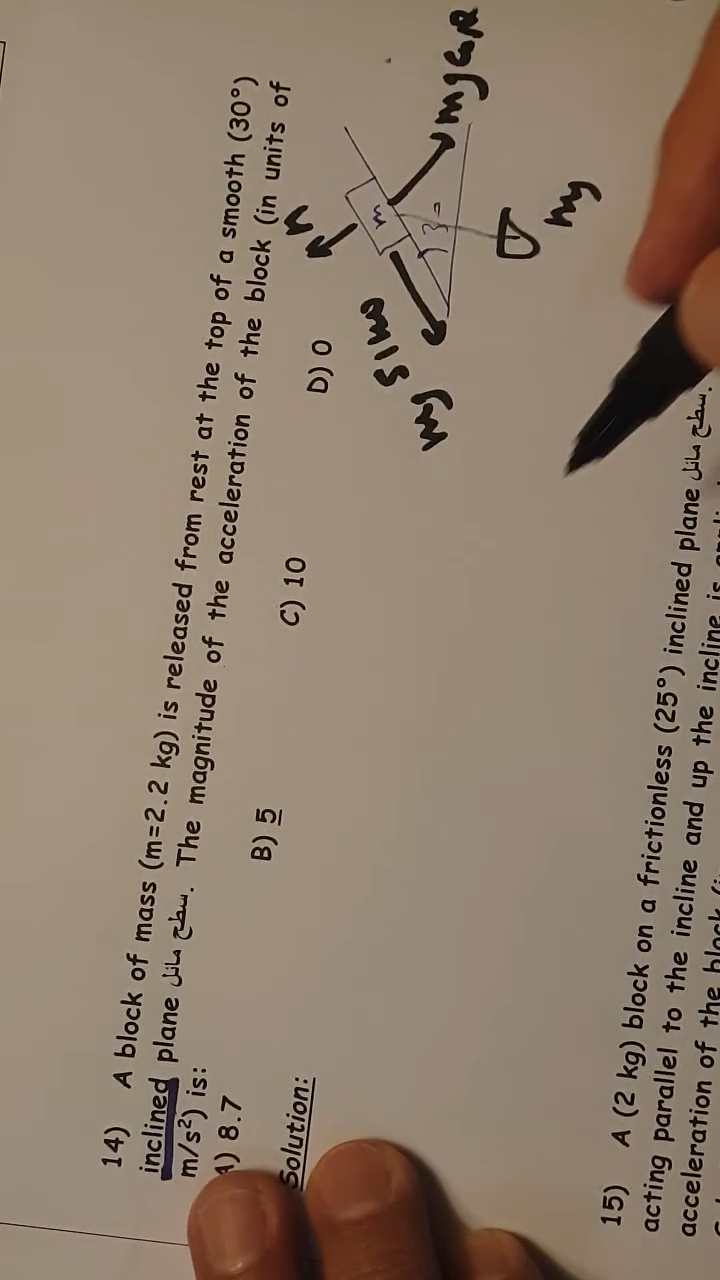 14) A block of mass (m=2.2 kg) is released from rest at the top of a smooth (30°)
inclined plane سطح مائل. The magnitude of the acceleration of the block (in units of
m/s²) is:
A) 8.7 B) 5 C) 10 D) 0
Solution:
n
m
30
mg sin
mg cos
mg
15) A (2 kg) block on a frictionless (25°) inclined plane سطح مائل.
acting parallel to the incline and up the incline is
acceleration of the block